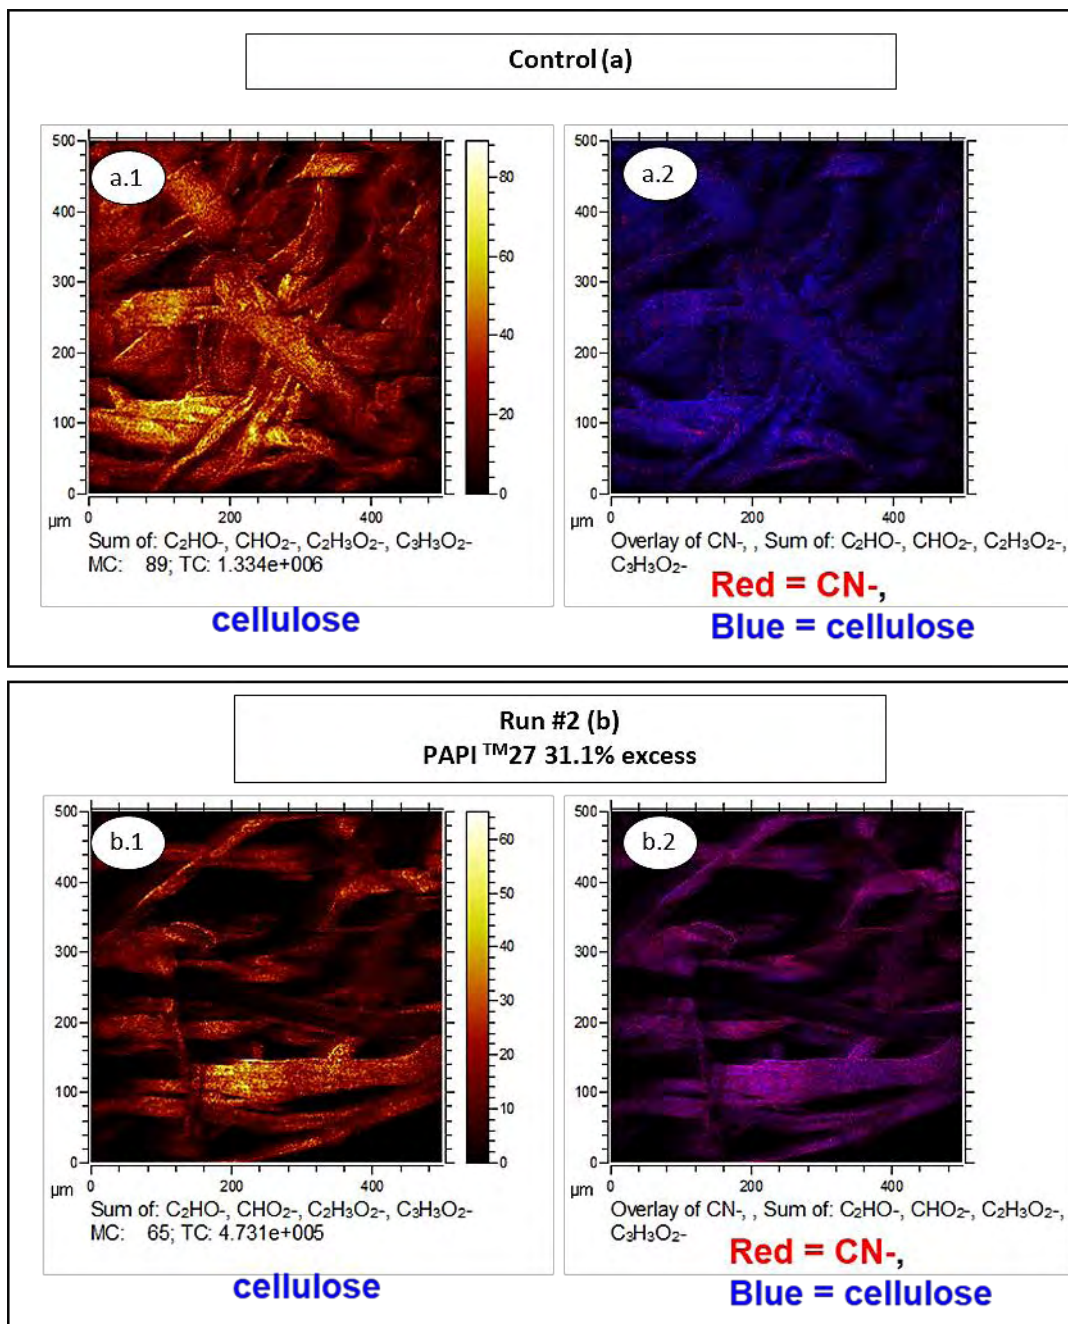 Control (a)
a.1
500
400
300
200
100
0
µm
0
200
400
80
60
40
20
0
Sum of: C₂HO-, CHO₂-, C₂H₃O₂-, C₃H₃O₂-
MC: 89; TC: 1.334e+006
cellulose
a.2
500
400
300
200
100
0
µm
0
200
400
Overlay of CN-, , Sum of: C₂HO-, CHO₂-, C₂H₃O₂-,
C₃H₃O₂-
Red = CN-,
Blue = cellulose
Run #2 (b)
PAPI ™27 31.1% excess
b.1
500
400
300
200
100
0
µm
0
200
400
60
50
40
30
20
10
0
Sum of: C₂HO-, CHO₂-, C₂H₃O₂-, C₃H₃O₂-
MC: 65; TC: 4.731e+005
cellulose
b.2
500
400
300
200
100
0
µm
0
200
400
Overlay of CN-, , Sum of: C₂HO-, CHO₂-, C₂H₃O₂-,
C₃H₃O₂-
Red = CN-,
Blue = cellulose